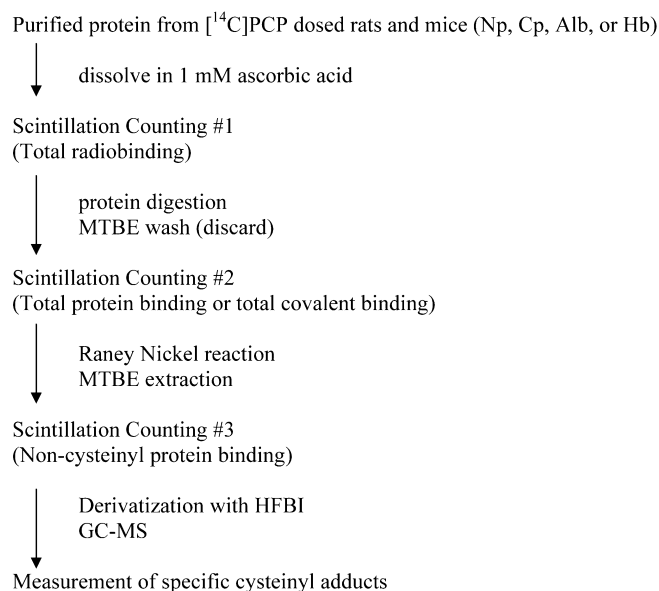 Purified protein from [¹⁴C]PCP dosed rats and mice (Np, Cp, Alb, or Hb)
dissolve in 1 mM ascorbic acid
Scintillation Counting #1
(Total radiobinding)
protein digestion
MTBE wash (discard)
Scintillation Counting #2
(Total protein binding or total covalent binding)
Raney Nickel reaction
MTBE extraction
Scintillation Counting #3
(Non-cysteinyl protein binding)
Derivatization with HFBI
GC-MS
Measurement of specific cysteinyl adducts